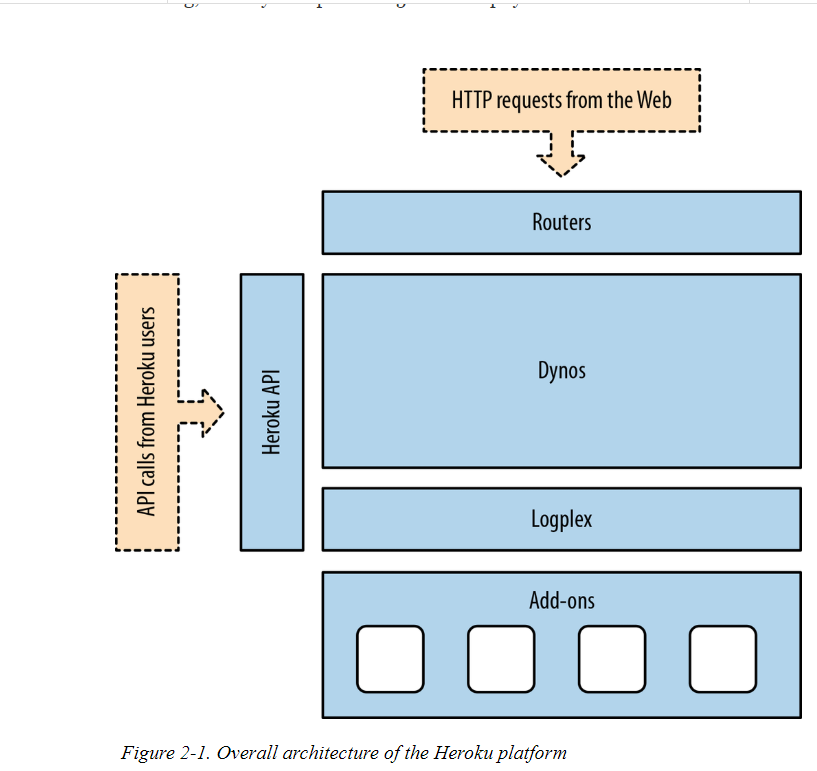 HTTP requests from the Web
Routers
API calls from Heroku users
Heroku API
Dynos
Logplex
Add-ons
Figure 2-1. Overall architecture of the Heroku platform